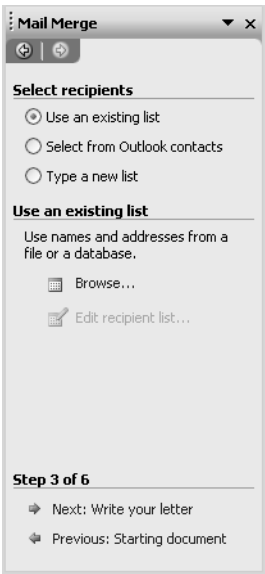 Mail Merge
Select recipients
Use an existing list
Select from Outlook contacts
Type a new list
Use an existing list
Use names and addresses from a
file or a database.
Browse...
Edit recipient list...
Step 3 of 6
Next: Write your letter
Previous: Starting document